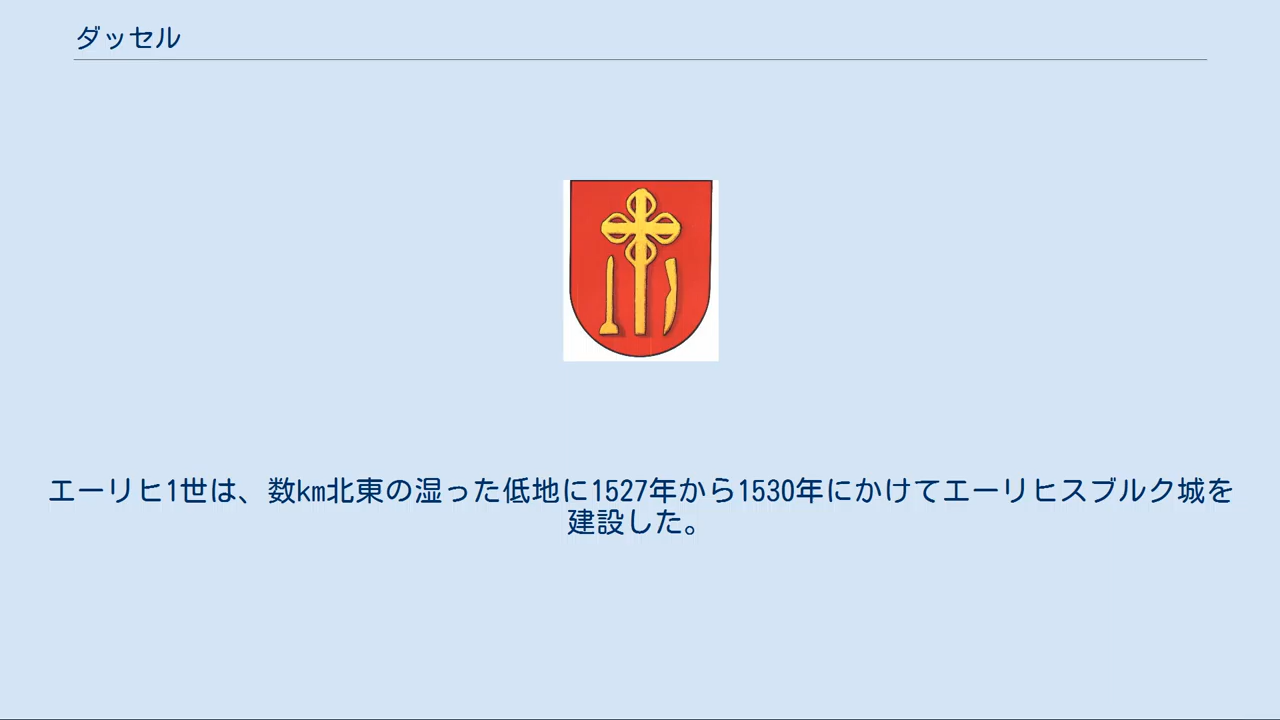 ダッセル
エーリヒ1世は、数km北東の湿った低地に1527年から1530年にかけてエーリヒスブルク城を
建設した。